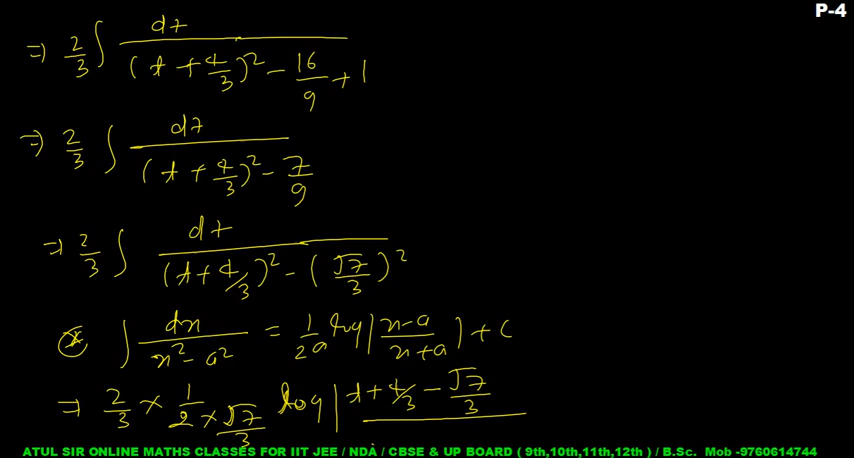 P-4
⇒ 2/3 ∫ dt / (t + 4/3)² - 16/9 + 1
⇒ 2/3 ∫ dt / (t + 4/3)² - 7/9
⇒ 2/3 ∫ dt / (t + 4/3)² - (√7/3)²
* ∫ dx / x² - a² = 1/2a log|x-a / x+a| + C
⇒ 2/3 × 1 / 2 × √7/3 log| t + 4/3 - √7/3
ATUL SIR ONLINE MATHS CLASSES FOR IIT JEE / NDA / CBSE & UP BOARD ( 9th,10th,11th,12th ) / B.Sc. Mob -9760614744